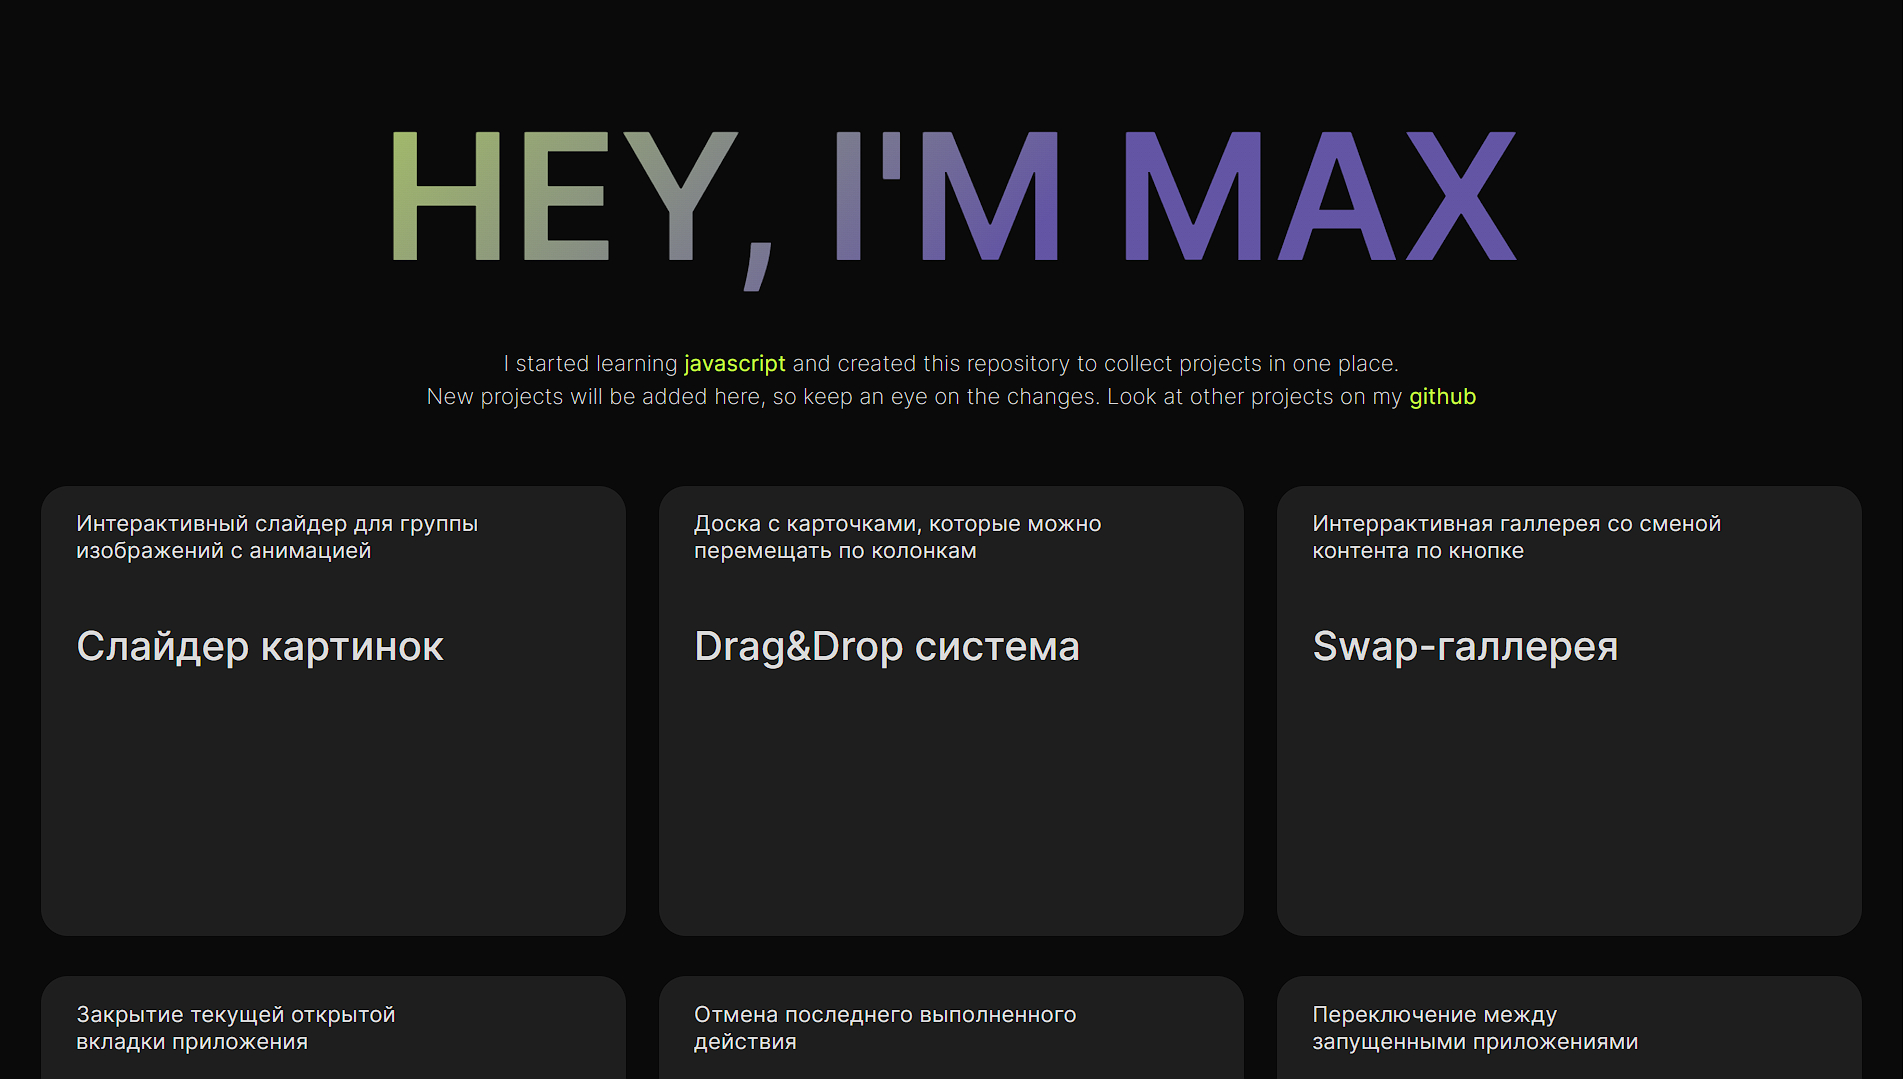 HEY, I'M MAX
I started learning javascript and created this repository to collect projects in one place.
New projects will be added here, so keep an eye on the changes. Look at other projects on my github
Интерактивный слайдер для группы
изображений с анимацией
Слайдер картинок
Доска с карточками, которые можно
перемещать по колонкам
Drag&Drop система
Интеррактивная галлерея со сменой
контента по кнопке
Swap-галлерея
Закрытие текущей открытой
вкладки приложения
Отмена последнего выполненного
действия
Переключение между
запущенными приложениями